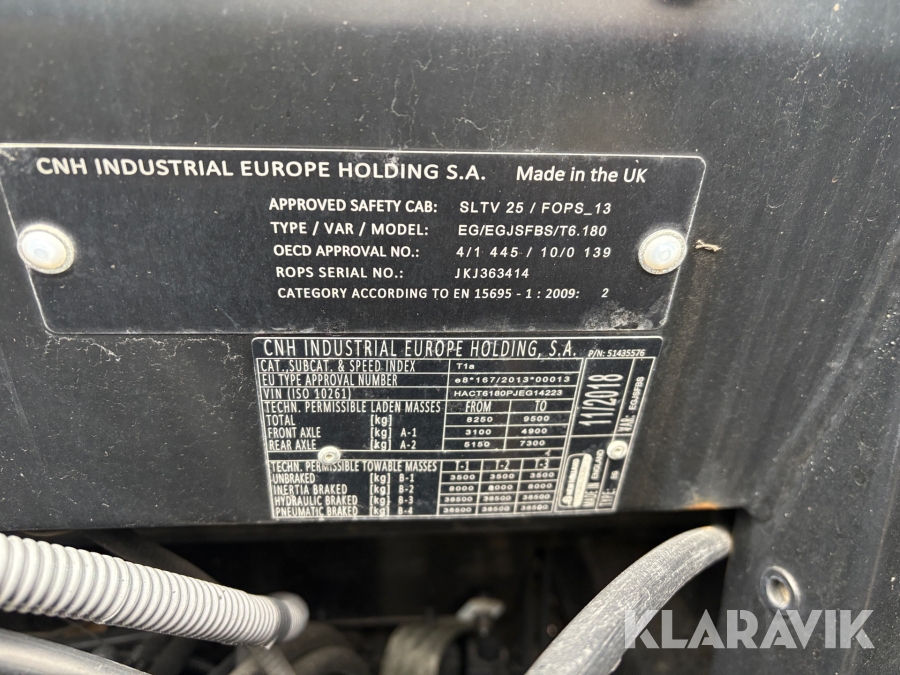 CNH INDUSTRIAL EUROPE HOLDING S.A. Made in the UK
APPROVED SAFETY CAB: SLTV 25 / FOPS_13
TYPE / VAR / MODEL: EG/EGJSFBS/T6.180
OECD APPROVAL NO.: 4/1 445 / 10/0 139
ROPS SERIAL NO.: JKJ363414
CATEGORY ACCORDING TO EN 15695 - 1 : 2009: 2
CNH INDUSTRIAL EUROPE HOLDING, S.A. P/N: 51435576
CAT.,SUBCAT. & SPEED INDEX T1a
EU TYPE APPROVAL NUMBER e8*167/2013*00013
VIN (ISO 10261) HACT6180PJEG14223
TECHN. PERMISSIBLE LADEN MASSES FROM TO
TOTAL [kg] 8250 9500
FRONT AXLE [kg] A-1 3100 4900
REAR AXLE [kg] A-2 5150 7300
TECHN. PERMISSIBLE TOWABLE MASSES T-1 T-2 T-3
UNBRAKED [kg] B-1 3500 3500 3500
INERTIA BRAKED [kg] B-2 8000 8000 8000
HYDRAULIC BRAKED [kg] B-3 38500 38500 38500
PNEUMATIC BRAKED [kg] B-4 38500 38500 38500
11/2018
VAR: EGJSFBS
MADE IN ENGLAND
TYPE: EG
KLARAVIK